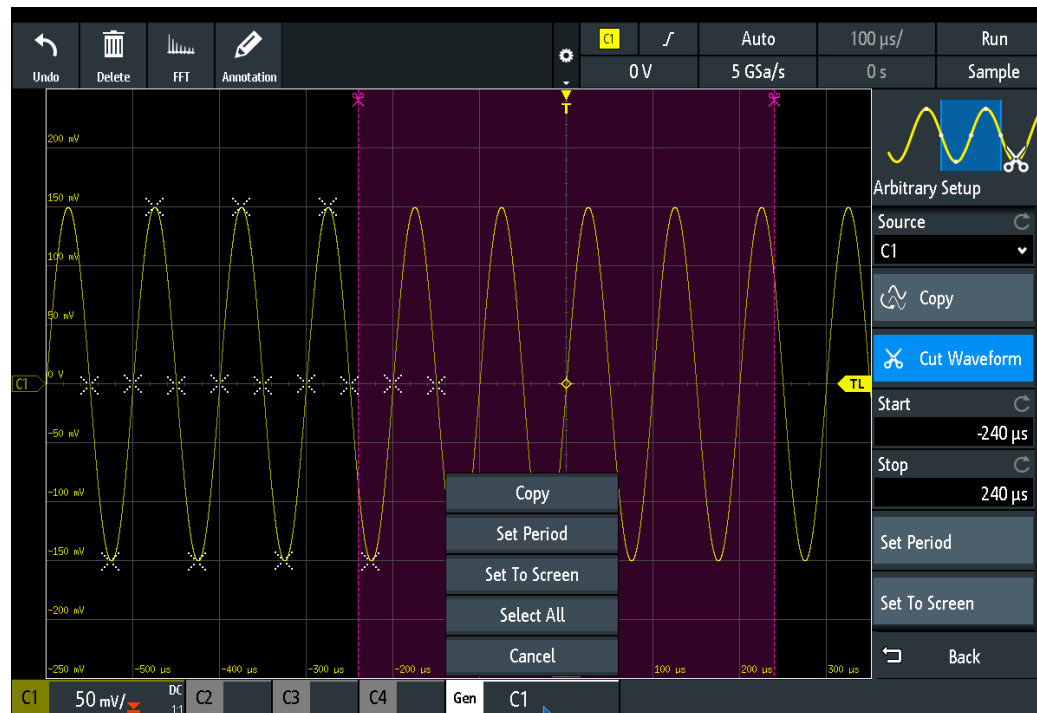 C1 Auto 100 µs/ Run
Undo Delete FFT Annotation 0 V 5 GSa/s 0 s Sample
T
200 mV
150 mV
100 mV
50 mV
C1 0 V TL
-50 mV
-100 mV
-150 mV
-200 mV
-250 mV -500 µs -400 µs -300 µs -200 µs 100 µs 200 µs 300 µs
Copy
Set Period
Set To Screen
Select All
Cancel
Arbitrary Setup
Source
C1
Copy
Cut Waveform
Start
-240 µs
Stop
240 µs
Set Period
Set To Screen
Back
C1 50 mV/ DC 1:1 C2 C3 C4 Gen C1